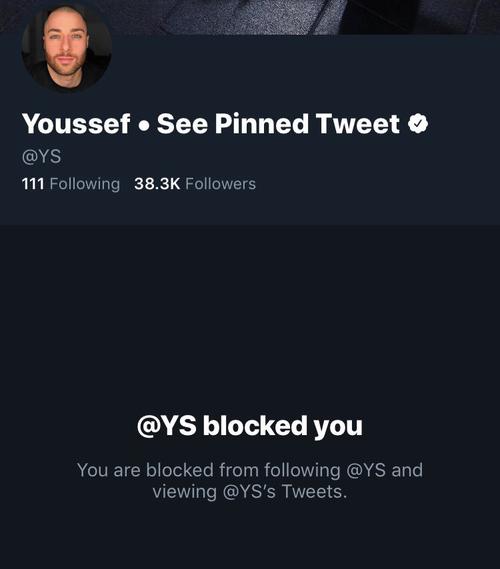 Youssef • See Pinned Tweet
@YS
111 Following 38.3K Followers
@YS blocked you
You are blocked from following @YS and
viewing @YS's Tweets.